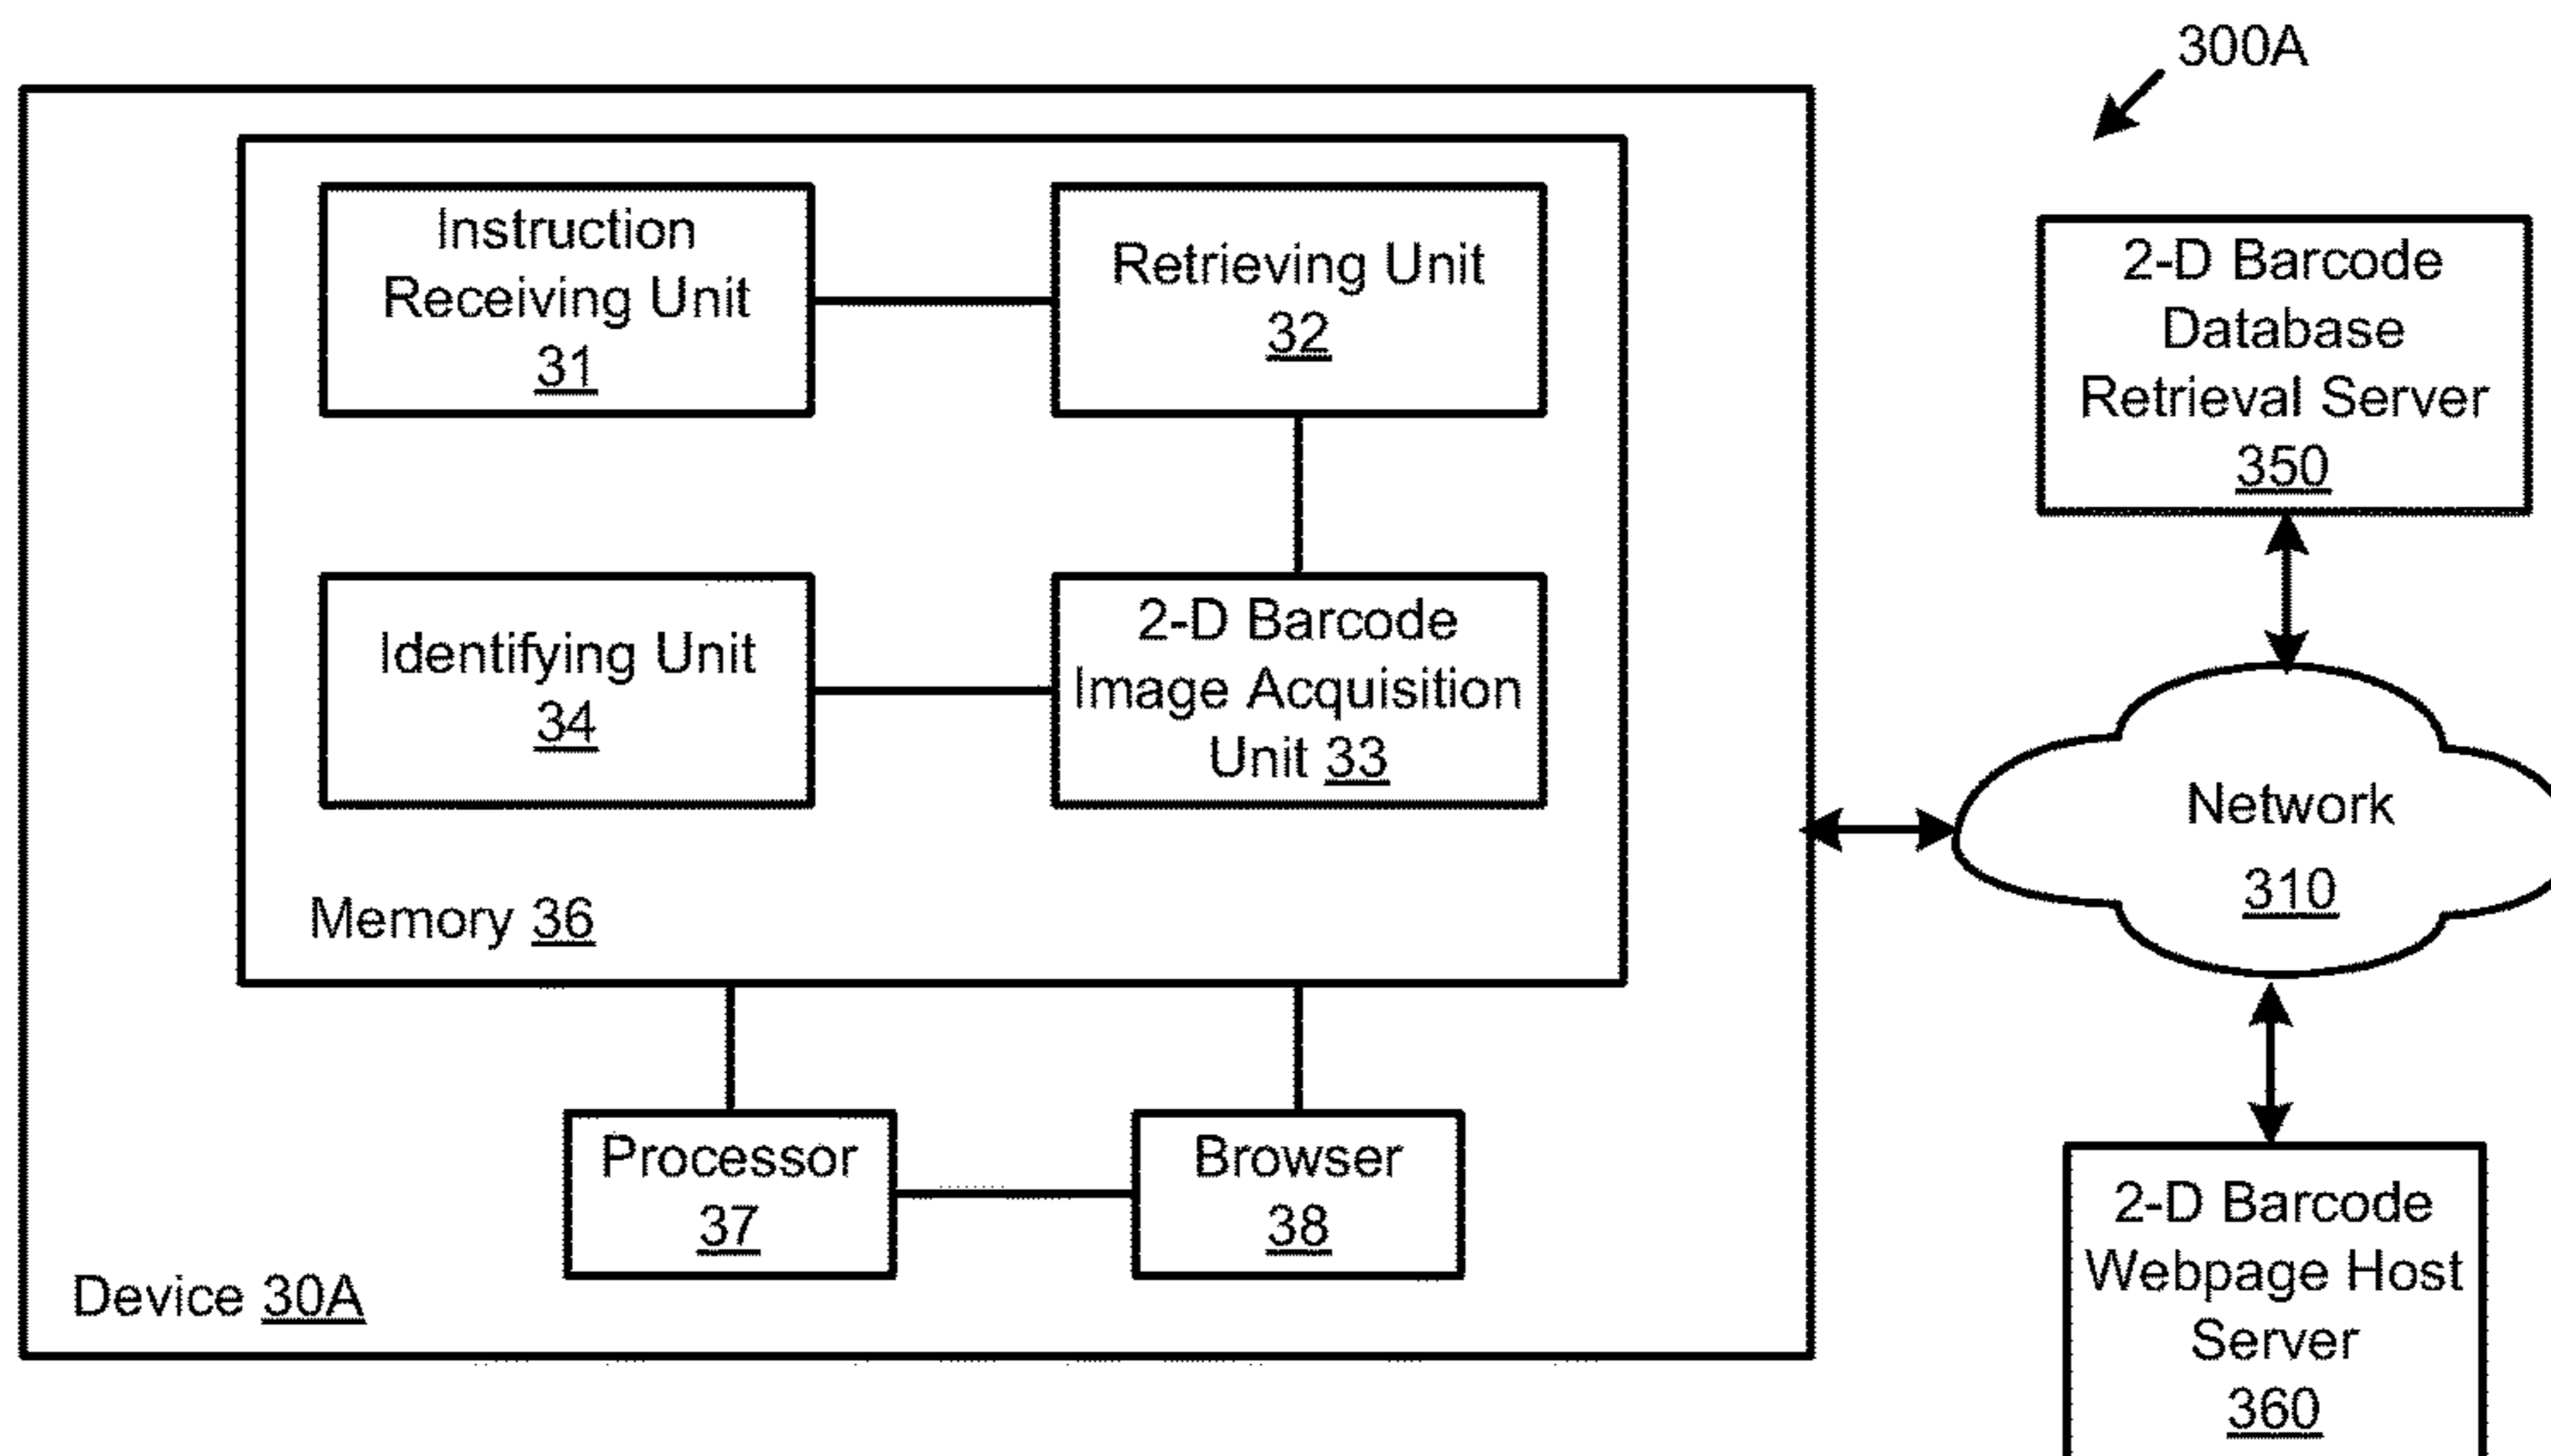 300A
Instruction
Receiving Unit
31
Retrieving Unit
32
2-D Barcode
Database
Retrieval Server
350
Identifying Unit
34
2-D Barcode
Image Acquisition
Unit 33
Network
310
Memory 36
Processor
37
Browser
38
Device 30A
2-D Barcode
Webpage Host
Server
360